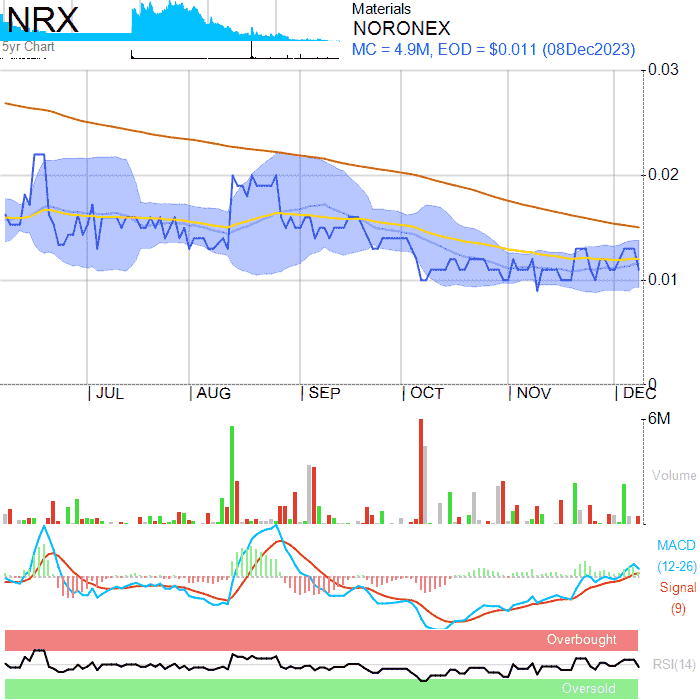 NRX
5yr Chart
Materials
NORONEX
MC = 4.9M, EOD = $0.011 (08Dec2023)
0.03
0.02
0.01
0
JUL AUG SEP OCT NOV DEC
6M
Volume
MACD
(12-26)
Signal
(9)
Overbought
RSI(14)
Oversold